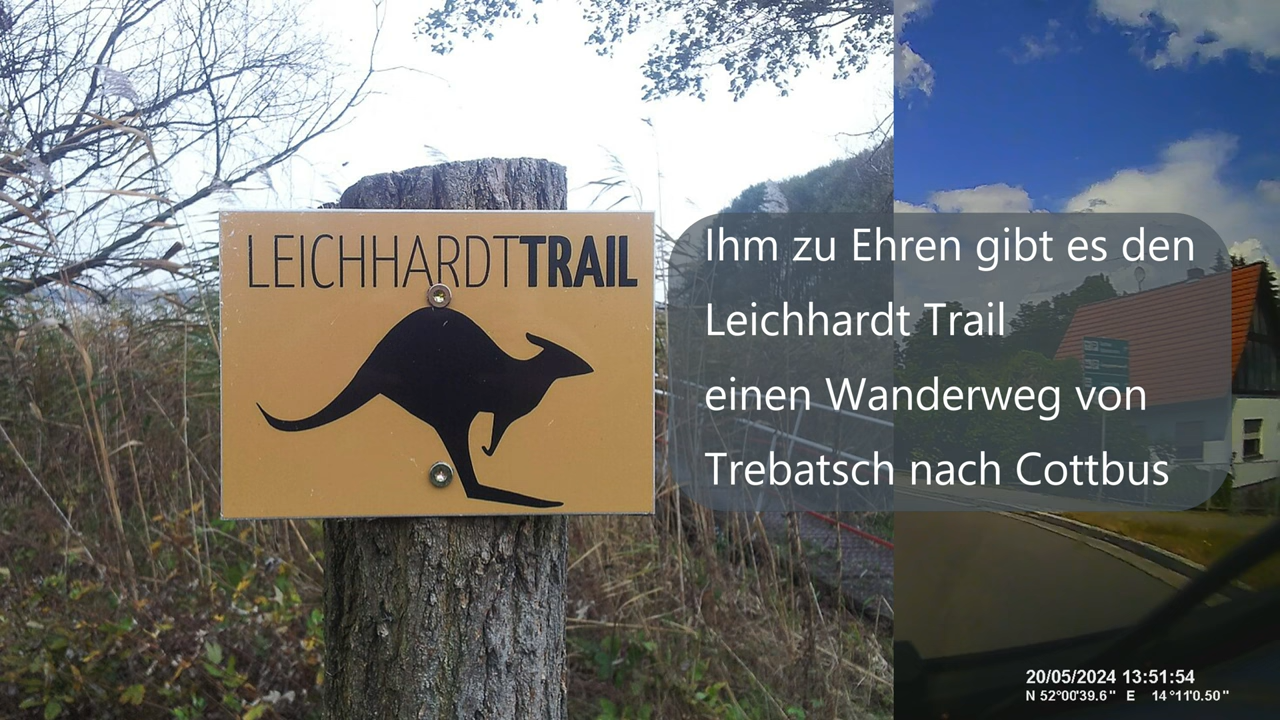 LEICHHARDTTRAIL
Ihm zu Ehren gibt es den
Leichhardt Trail
einen Wanderweg von
Trebatsch nach Cottbus
20/05/2024 13:51:54
N 52°00'39.6" E 14°11'0.50"